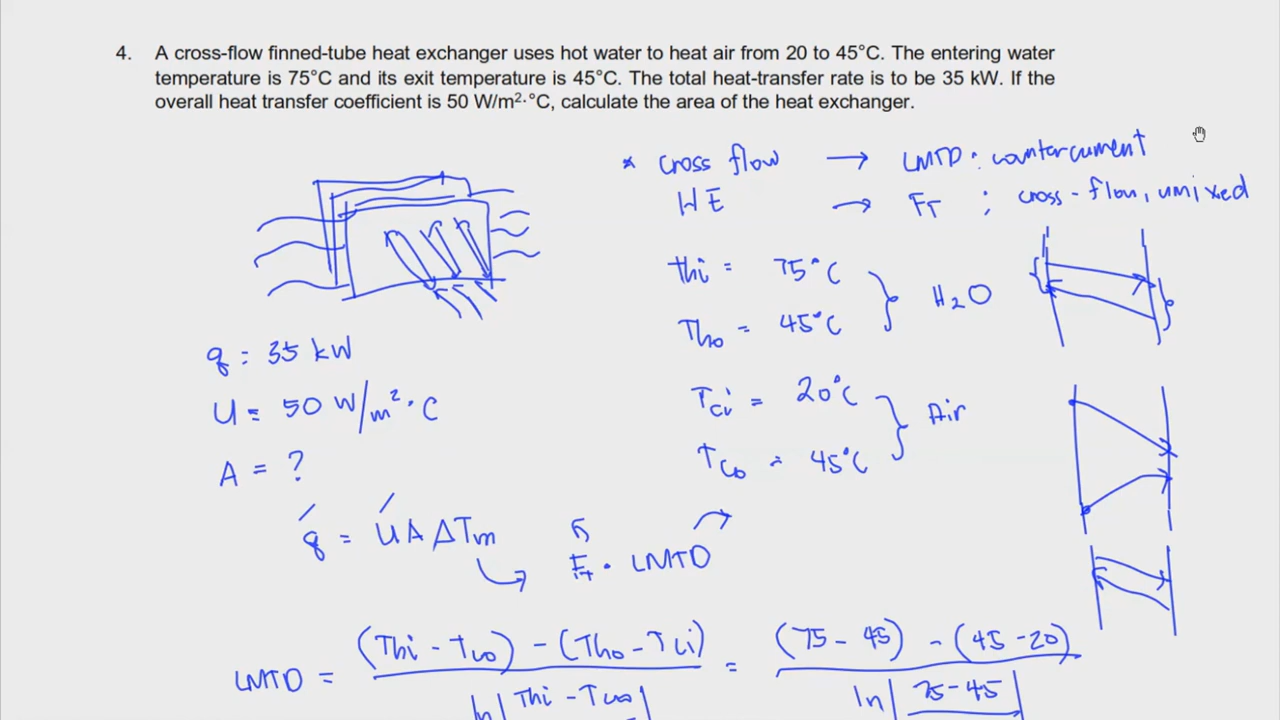 4. A cross-flow finned-tube heat exchanger uses hot water to heat air from 20 to 45°C. The entering water
temperature is 75°C and its exit temperature is 45°C. The total heat-transfer rate is to be 35 kW. If the
overall heat transfer coefficient is 50 W/m²·°C, calculate the area of the heat exchanger.
* Cross flow → LMTD : countercurrent
HE → FT ; cross-flow, unmixed
Thi = 75°C
Tho = 45°C } H2O
q = 35 kW
U = 50 W/m²·°C
A = ?
Tci = 20°C
Tco = 45°C } Air
q = U A ΔTm
FT · LMTD
LMTD = (Thi - Tco) - (Tho - Tci) = (75 - 45) - (45 - 20)
ln| Thi - Tco | ln| 75-45 |